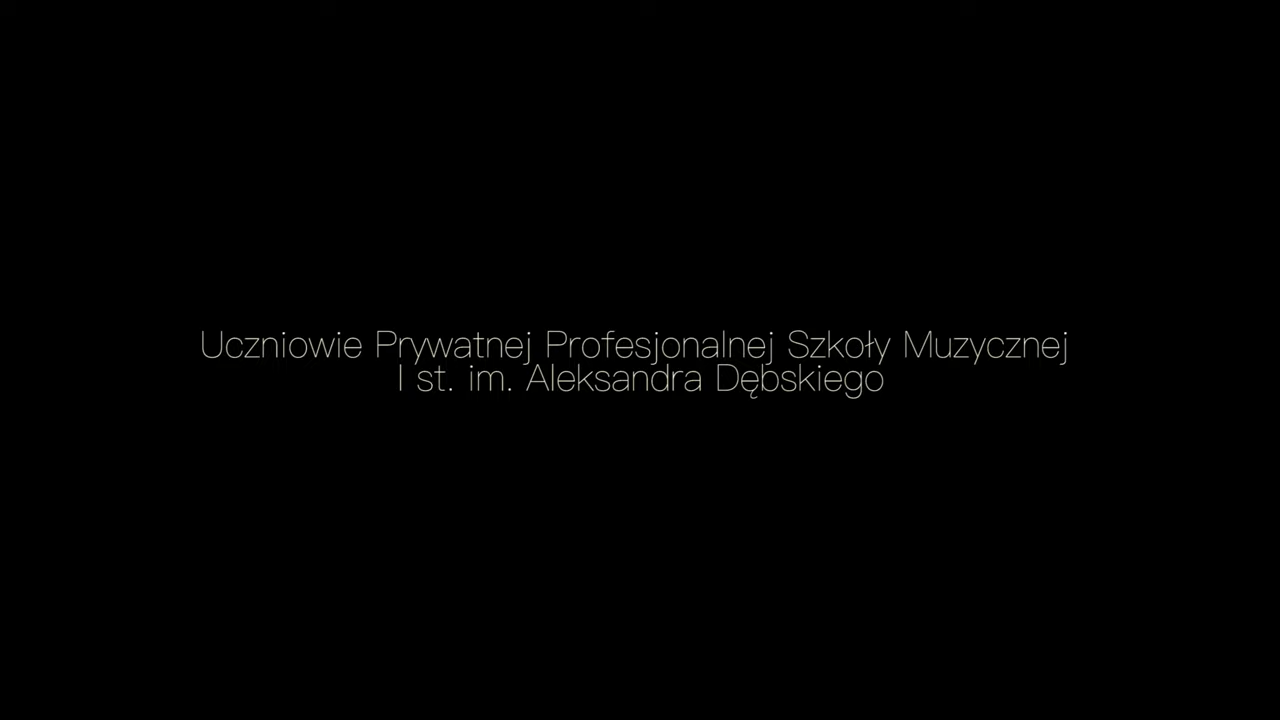 Uczniowie Prywatnej Profesjonalnej Szkoły Muzycznej
I st. im. Aleksandra Dębskiego